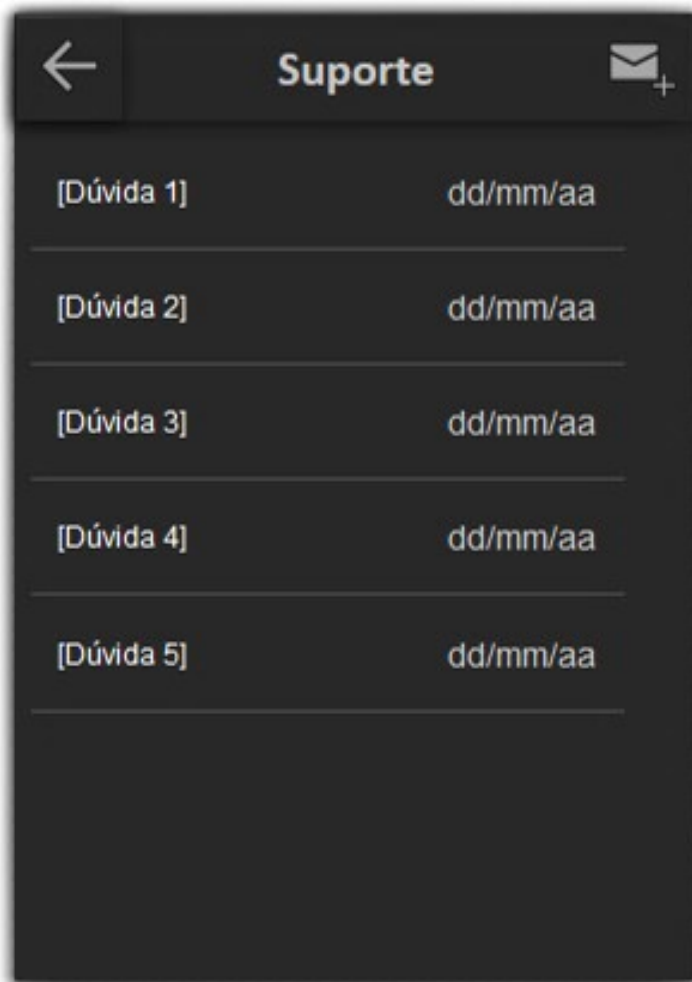 Suporte
[Dúvida 1] dd/mm/aa
[Dúvida 2] dd/mm/aa
[Dúvida 3] dd/mm/aa
[Dúvida 4] dd/mm/aa
[Dúvida 5] dd/mm/aa